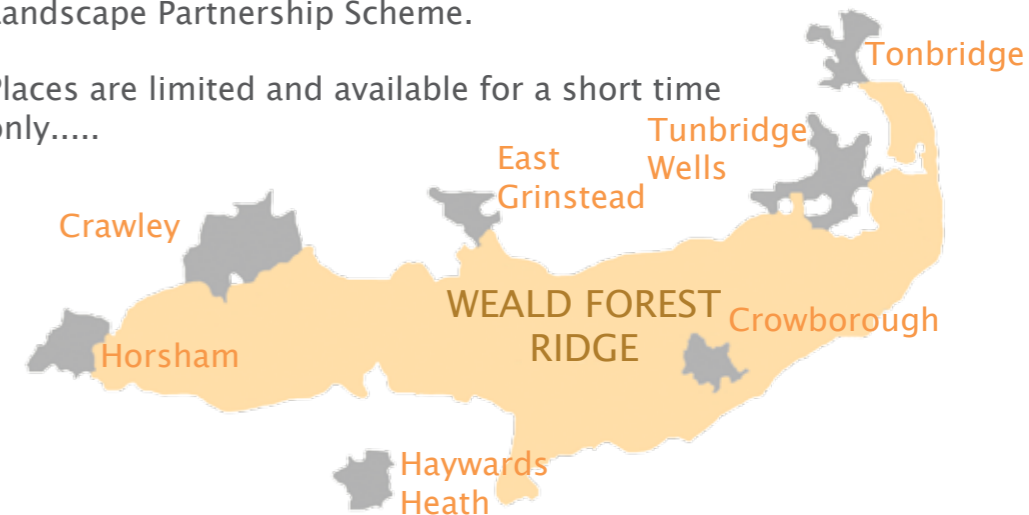 Landscape Partnership Scheme.
Places are limited and available for a short time
only.....
Tonbridge
Tunbridge
Wells
East
Grinstead
Crawley
WEALD FOREST
RIDGE
Crowborough
Horsham
Haywards
Heath